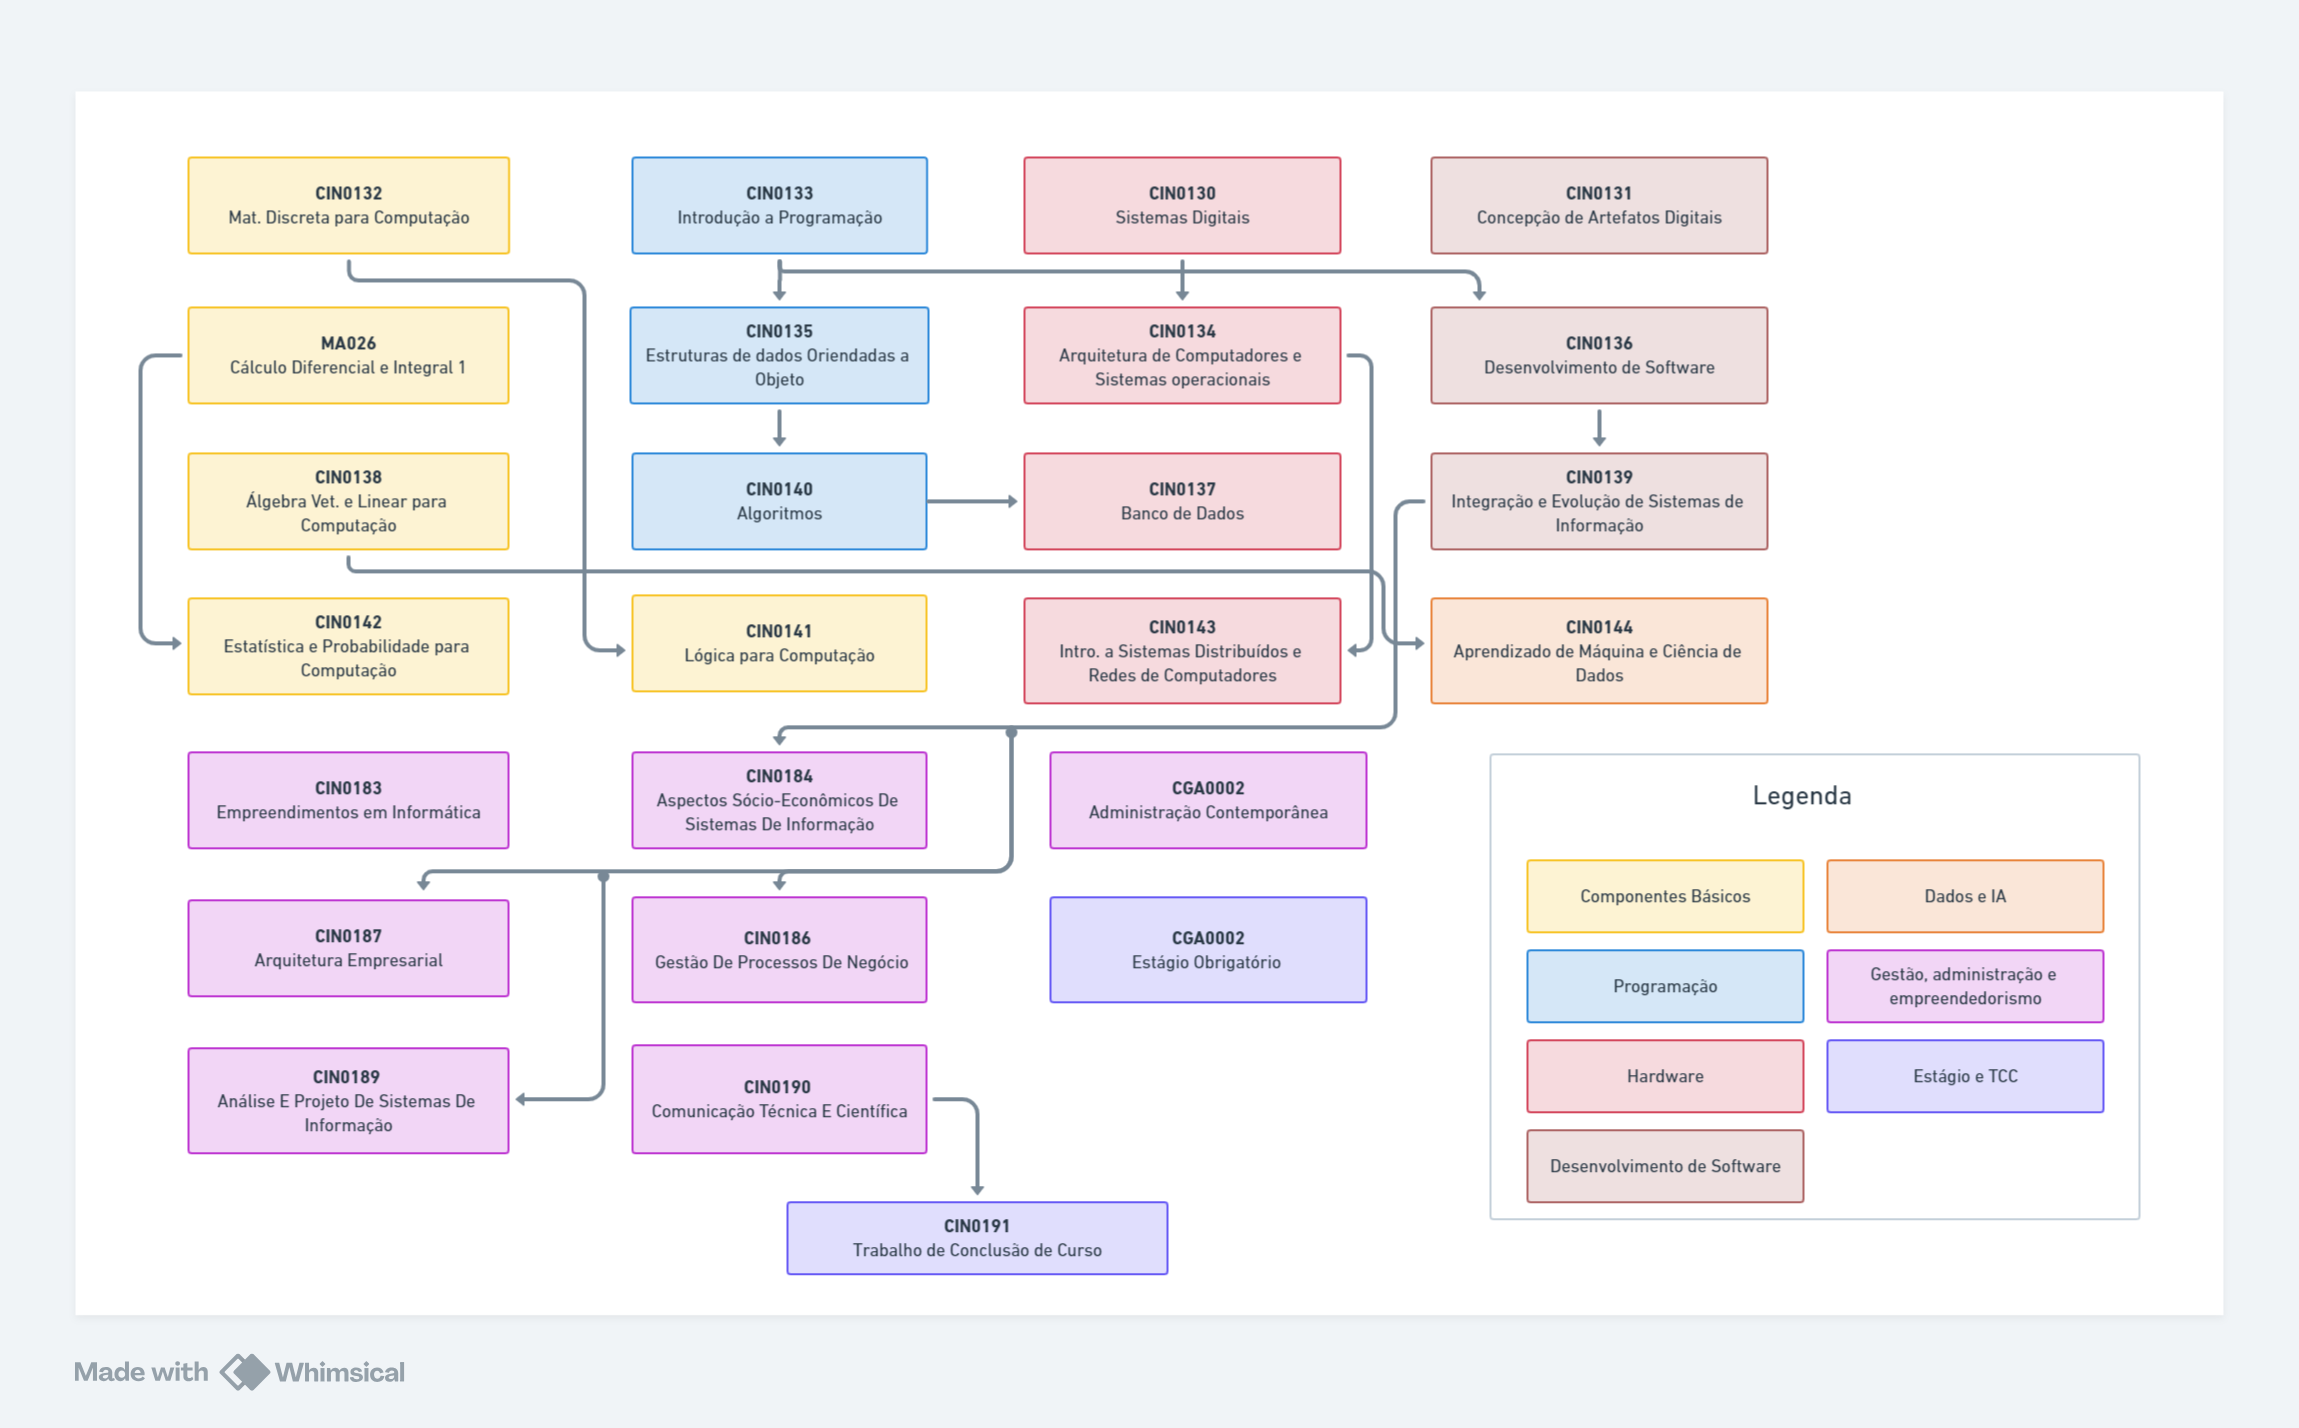 CIN0132
Mat. Discreta para Computação
CIN0133
Introdução a Programação
CIN0130
Sistemas Digitais
CIN0131
Concepção de Artefatos Digitais
MA026
Cálculo Diferencial e Integral 1
CIN0135
Estruturas de dados Oriendadas a
Objeto
CIN0134
Arquitetura de Computadores e
Sistemas operacionais
CIN0136
Desenvolvimento de Software
CIN0138
Álgebra Vet. e Linear para
Computação
CIN0140
Algoritmos
CIN0137
Banco de Dados
CIN0139
Integração e Evolução de Sistemas de
Informação
CIN0142
Estatística e Probabilidade para
Computação
CIN0141
Lógica para Computação
CIN0143
Intro. a Sistemas Distribuídos e
Redes de Computadores
CIN0144
Aprendizado de Máquina e Ciência de
Dados
CIN0183
Empreendimentos em Informática
CIN0184
Aspectos Sócio-Econômicos De
Sistemas De Informação
CGA0002
Administração Contemporânea
CIN0187
Arquitetura Empresarial
CIN0186
Gestão De Processos De Negócio
CGA0002
Estágio Obrigatório
CIN0189
Análise E Projeto De Sistemas De
Informação
CIN0190
Comunicação Técnica E Científica
CIN0191
Trabalho de Conclusão de Curso
Legenda
Componentes Básicos
Dados e IA
Programação
Gestão, administração e
empreendedorismo
Hardware
Estágio e TCC
Desenvolvimento de Software
Made with Whimsical